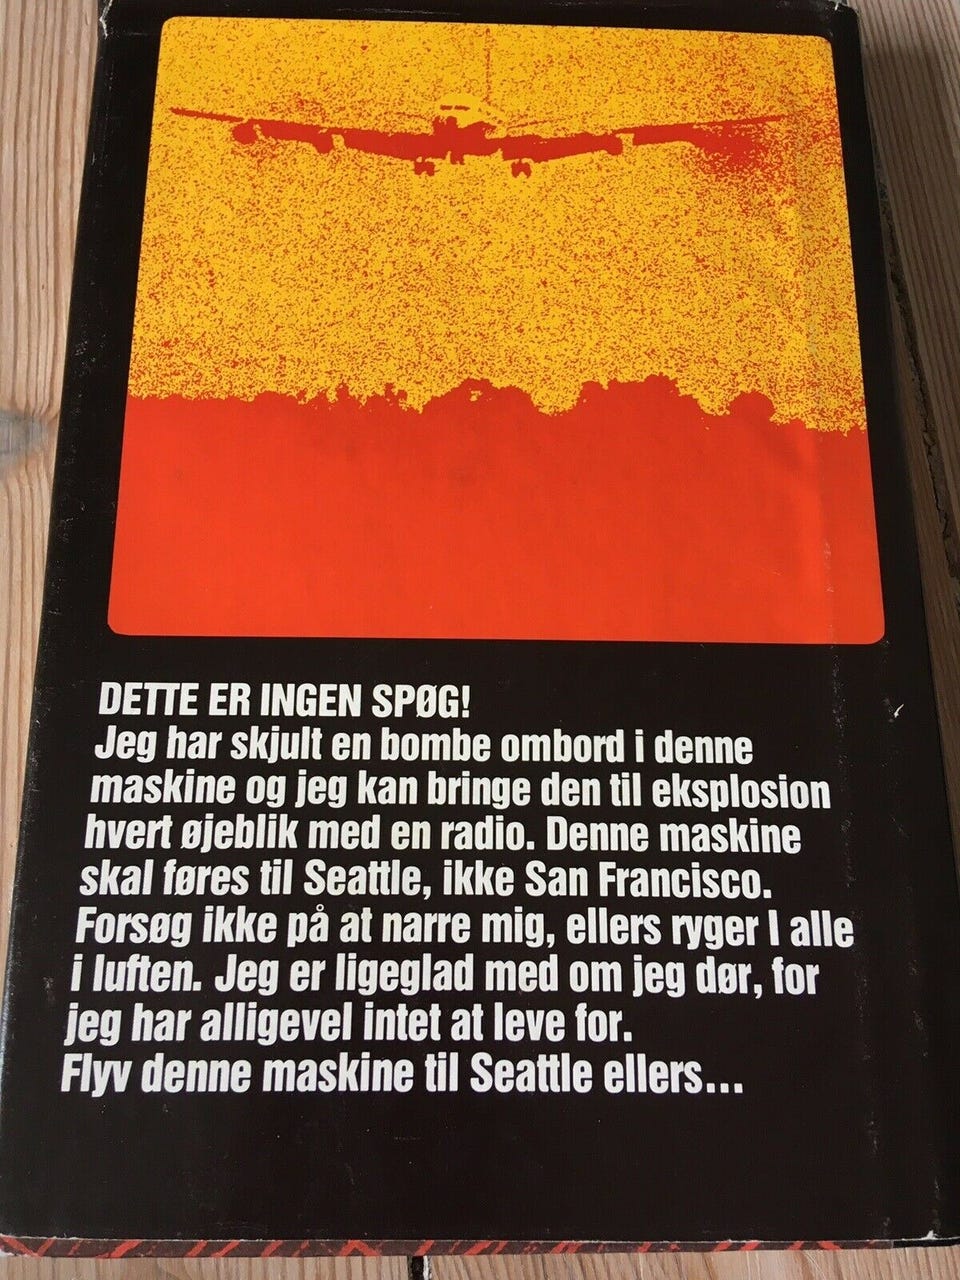 DETTE ER INGEN SPØG!
Jeg har skjult en bombe ombord i denne
maskine og jeg kan bringe den til eksplosion
hvert øjeblik med en radio. Denne maskine
skal føres til Seattle, ikke San Francisco.
Forsøg ikke på at narre mig, ellers ryger I alle
i luften. Jeg er ligeglad med om jeg dør, for
jeg har alligevel intet at leve for.
Flyv denne maskine til Seattle ellers...